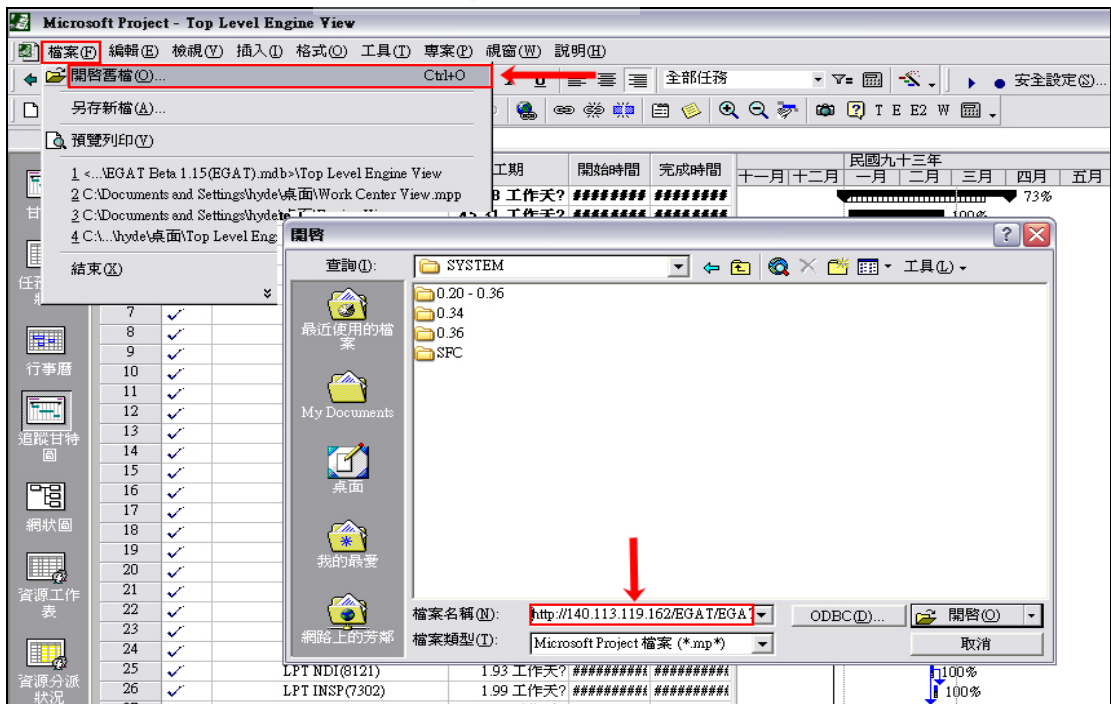 Microsoft Project - Top Level Engine View
檔案(F) 編輯(E) 檢視(V) 插入(I) 格式(O) 工具(T) 專案(P) 視窗(W) 說明(H)
開啓舊檔(O)... Ctrl+O
全部任務
安全設定(S)...
另存新檔(A)...
T E E2 W
預覽列印(V)
1 <...\EGAT Beta 1.15(EGAT).mdb>\Top Level Engine View
2 C:\Documents and Settings\hyde\桌面\Work Center View.mpp
3 C:\Documents and Settings\hyde
4 C:\...\hyde\桌面\Top Level Eng
結束(X)
工期 開始時間 完成時間
民國九十三年
十一月 十二月 一月 二月 三月 四月 五月
8 工作天? ######## ########
73%
工作天? ######## ########
100%
開啓
查詢(I): SYSTEM 工具(L)
0.20 - 0.36
0.34
0.36
SFC
最近使用的檔案
My Documents
桌面
我的最愛
網路上的芳鄰
檔案名稱(N): http://140.113.119.162/EGAT/EGA
ODBC(D)... 開啓(O)
檔案類型(T): Microsoft Project 檔案 (*.mp*)
取消
行事曆
追蹤甘特圖
網狀圖
資源工作表
資源分派狀況
7
8
9
10
11
12
13
14
15
16
17
18
19
20
21
22
23
24
25 LPT NDI(8121) 1.93 工作天? ######### #########
100%
26 LPT INSP(7302) 1.99 工作天? ######### #########
100%